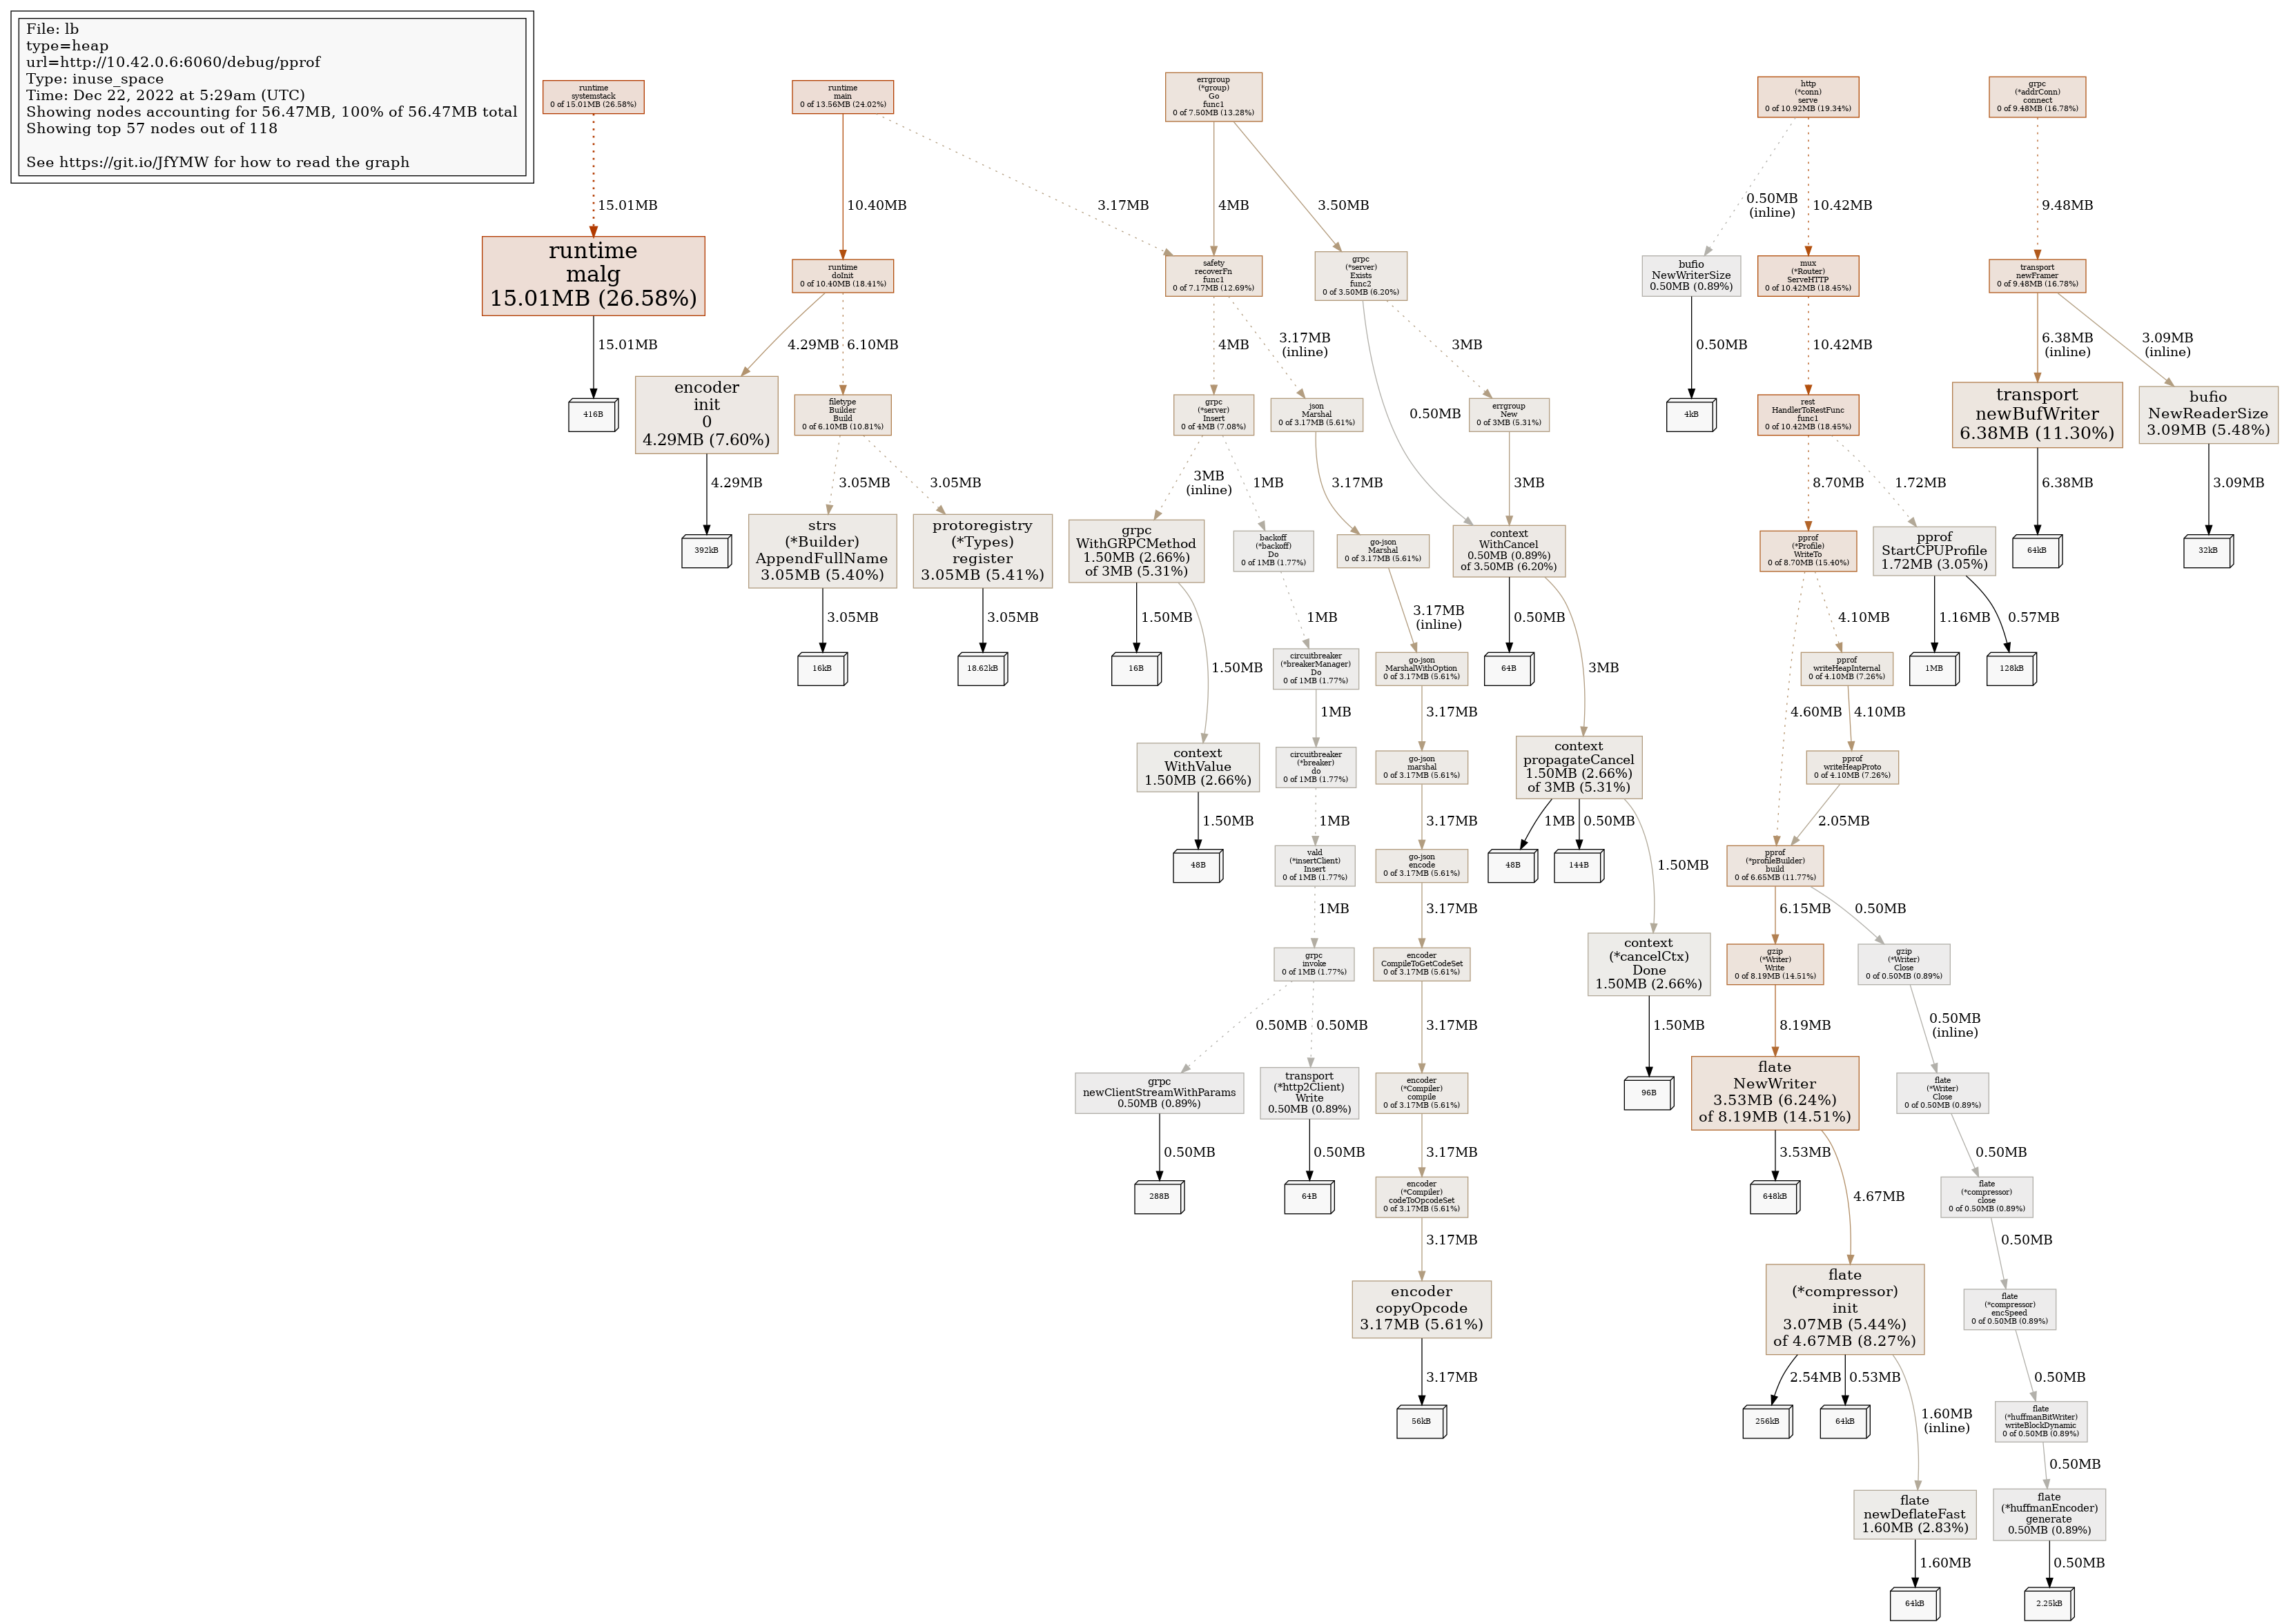 File: lb
type=heap
url=http://10.42.0.6:6060/debug/pprof
Type: inuse_space
Time: Dec 22, 2022 at 5:29am (UTC)
Showing nodes accounting for 56.47MB, 100% of 56.47MB total
Showing top 57 nodes out of 118
See https://git.io/JfYMW for how to read the graph
runtime
systemstack
0 of 15.01MB (26.58%)
runtime
main
0 of 13.56MB (24.02%)
errgroup
(*group)
Go
func1
0 of 7.50MB (13.28%)
http
(*conn)
serve
0 of 10.92MB (19.34%)
grpc
(*addrConn)
connect
0 of 9.48MB (16.78%)
15.01MB
10.40MB
3.17MB
4MB
3.50MB
0.50MB
(inline)
10.42MB
9.48MB
runtime
malg
15.01MB (26.58%)
runtime
doInit
0 of 10.40MB (18.41%)
safety
recoverFn
func1
0 of 7.17MB (12.69%)
grpc
(*server)
Exists
func2
0 of 3.50MB (6.20%)
bufio
NewWriterSize
0.50MB (0.89%)
mux
(*Router)
ServeHTTP
0 of 10.42MB (18.45%)
transport
newFramer
0 of 9.48MB (16.78%)
15.01MB
4.29MB
6.10MB
4MB
3.17MB
(inline)
3MB
0.50MB
10.42MB
6.38MB
(inline)
3.09MB
(inline)
416B
encoder
init
0
4.29MB (7.60%)
filetype
Builder
Build
0 of 6.10MB (10.81%)
grpc
(*server)
Insert
0 of 4MB (7.08%)
json
Marshal
0 of 3.17MB (5.61%)
0.50MB
errgroup
New
0 of 3MB (5.31%)
4kB
rest
HandlerToRestFunc
func1
0 of 10.42MB (18.45%)
transport
newBufWriter
6.38MB (11.30%)
bufio
NewReaderSize
3.09MB (5.48%)
4.29MB
3.05MB
3.05MB
3MB
(inline)
1MB
3.17MB
3MB
8.70MB
1.72MB
6.38MB
3.09MB
392kB
strs
(*Builder)
AppendFullName
3.05MB (5.40%)
protoregistry
(*Types)
register
3.05MB (5.41%)
grpc
WithGRPCMethod
1.50MB (2.66%)
of 3MB (5.31%)
backoff
(*backoff)
Do
0 of 1MB (1.77%)
go-json
Marshal
0 of 3.17MB (5.61%)
context
WithCancel
0.50MB (0.89%)
of 3.50MB (6.20%)
pprof
(*Profile)
WriteTo
0 of 8.70MB (15.40%)
pprof
StartCPUProfile
1.72MB (3.05%)
64kB
32kB
3.05MB
3.05MB
1.50MB
1MB
3.17MB
(inline)
0.50MB
4.10MB
1.16MB
0.57MB
16kB
18.62kB
16B
1.50MB
circuitbreaker
(*breakerManager)
Do
0 of 1MB (1.77%)
go-json
MarshalWithOption
0 of 3.17MB (5.61%)
64B
3MB
pprof
writeHeapInternal
0 of 4.10MB (7.26%)
1MB
128kB
1MB
3.17MB
4.60MB
4.10MB
context
WithValue
1.50MB (2.66%)
circuitbreaker
(*breaker)
do
0 of 1MB (1.77%)
go-json
marshal
0 of 3.17MB (5.61%)
context
propagateCancel
1.50MB (2.66%)
of 3MB (5.31%)
pprof
writeHeapProto
0 of 4.10MB (7.26%)
1.50MB
1MB
3.17MB
1MB
0.50MB
2.05MB
48B
vald
(*insertClient)
Insert
0 of 1MB (1.77%)
go-json
encode
0 of 3.17MB (5.61%)
48B
144B
1.50MB
pprof
(*profileBuilder)
build
0 of 6.65MB (11.77%)
1MB
3.17MB
6.15MB
0.50MB
grpc
invoke
0 of 1MB (1.77%)
encoder
CompileToGetCodeSet
0 of 3.17MB (5.61%)
context
(*cancelCtx)
Done
1.50MB (2.66%)
gzip
(*Writer)
Write
0 of 8.19MB (14.51%)
gzip
(*Writer)
Close
0 of 0.50MB (0.89%)
0.50MB
0.50MB
3.17MB
1.50MB
8.19MB
0.50MB
(inline)
grpc
newClientStreamWithParams
0.50MB (0.89%)
transport
(*http2Client)
Write
0.50MB (0.89%)
encoder
(*Compiler)
compile
0 of 3.17MB (5.61%)
96B
flate
NewWriter
3.53MB (6.24%)
of 8.19MB (14.51%)
flate
(*Writer)
Close
0 of 0.50MB (0.89%)
0.50MB
0.50MB
3.17MB
3.53MB
0.50MB
288B
64B
encoder
(*Compiler)
codeToOpcodeSet
0 of 3.17MB (5.61%)
648kB
4.67MB
flate
(*compressor)
close
0 of 0.50MB (0.89%)
3.17MB
0.50MB
encoder
copyOpcode
3.17MB (5.61%)
flate
(*compressor)
init
3.07MB (5.44%)
of 4.67MB (8.27%)
flate
(*compressor)
encSpeed
0 of 0.50MB (0.89%)
3.17MB
2.54MB
0.53MB
0.50MB
56kB
256kB
64kB
1.60MB
(inline)
flate
(*huffmanBitWriter)
writeBlockDynamic
0 of 0.50MB (0.89%)
0.50MB
flate
newDeflateFast
1.60MB (2.83%)
flate
(*huffmanEncoder)
generate
0.50MB (0.89%)
1.60MB
0.50MB
64kB
2.25kB